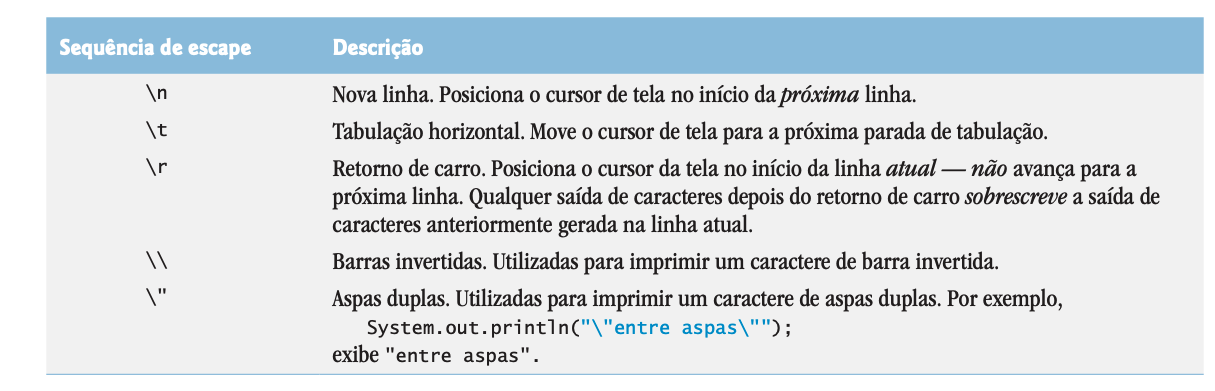 Sequência de escape Descrição
\n Nova linha. Posiciona o cursor de tela no início da próxima linha.
\t Tabulação horizontal. Move o cursor de tela para a próxima parada de tabulação.
\r Retorno de carro. Posiciona o cursor da tela no início da linha atual — não avança para a
próxima linha. Qualquer saída de caracteres depois do retorno de carro sobrescreve a saída de
caracteres anteriormente gerada na linha atual.
\\ Barras invertidas. Utilizadas para imprimir um caractere de barra invertida.
\" Aspas duplas. Utilizadas para imprimir um caractere de aspas duplas. Por exemplo,
System.out.println("\"entre aspas\"");
exibe "entre aspas".